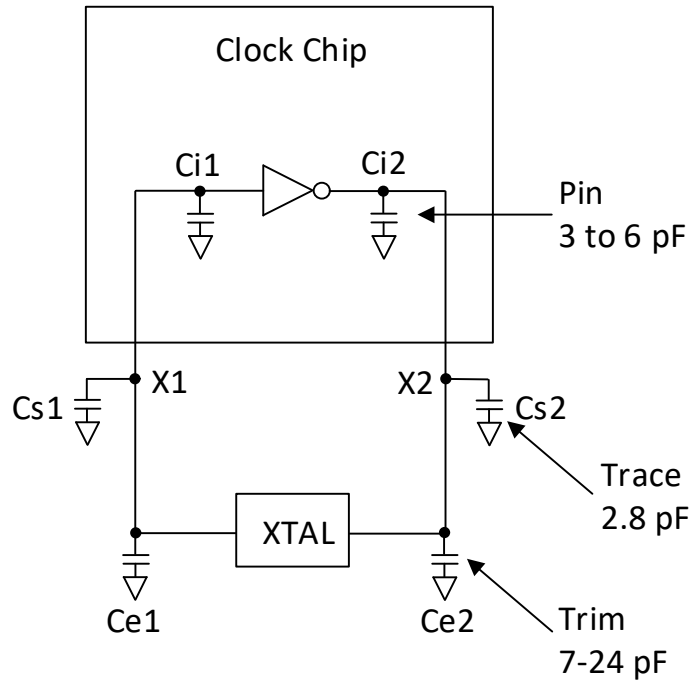 Clock Chip
Ci1
Ci2
Pin
3 to 6 pF
X1
X2
Cs1
Cs2
Trace
2.8 pF
XTAL
Ce1
Ce2
Trim
7-24 pF